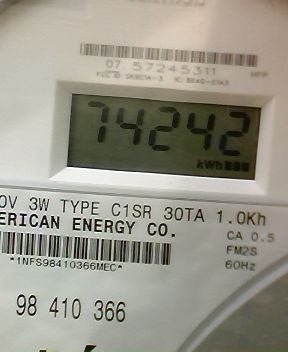 07 57245311
74242
kWh
0V 3W TYPE C1SR 30TA 1.0Kh
ERICAN ENERGY CO.
CA 0.5
FM2S
*1NFS98410366MEC*
60Hz
98 410 366